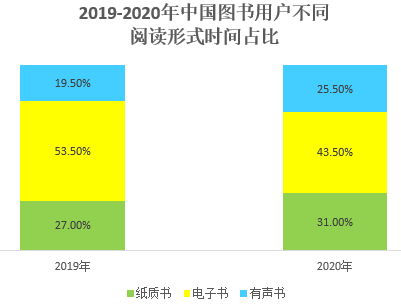 2019-2020年中国图书用户不同
阅读形式时间占比
19.50%
25.50%
53.50%
43.50%
27.00%
31.00%
2019年
2020年
纸质书 电子书 有声书